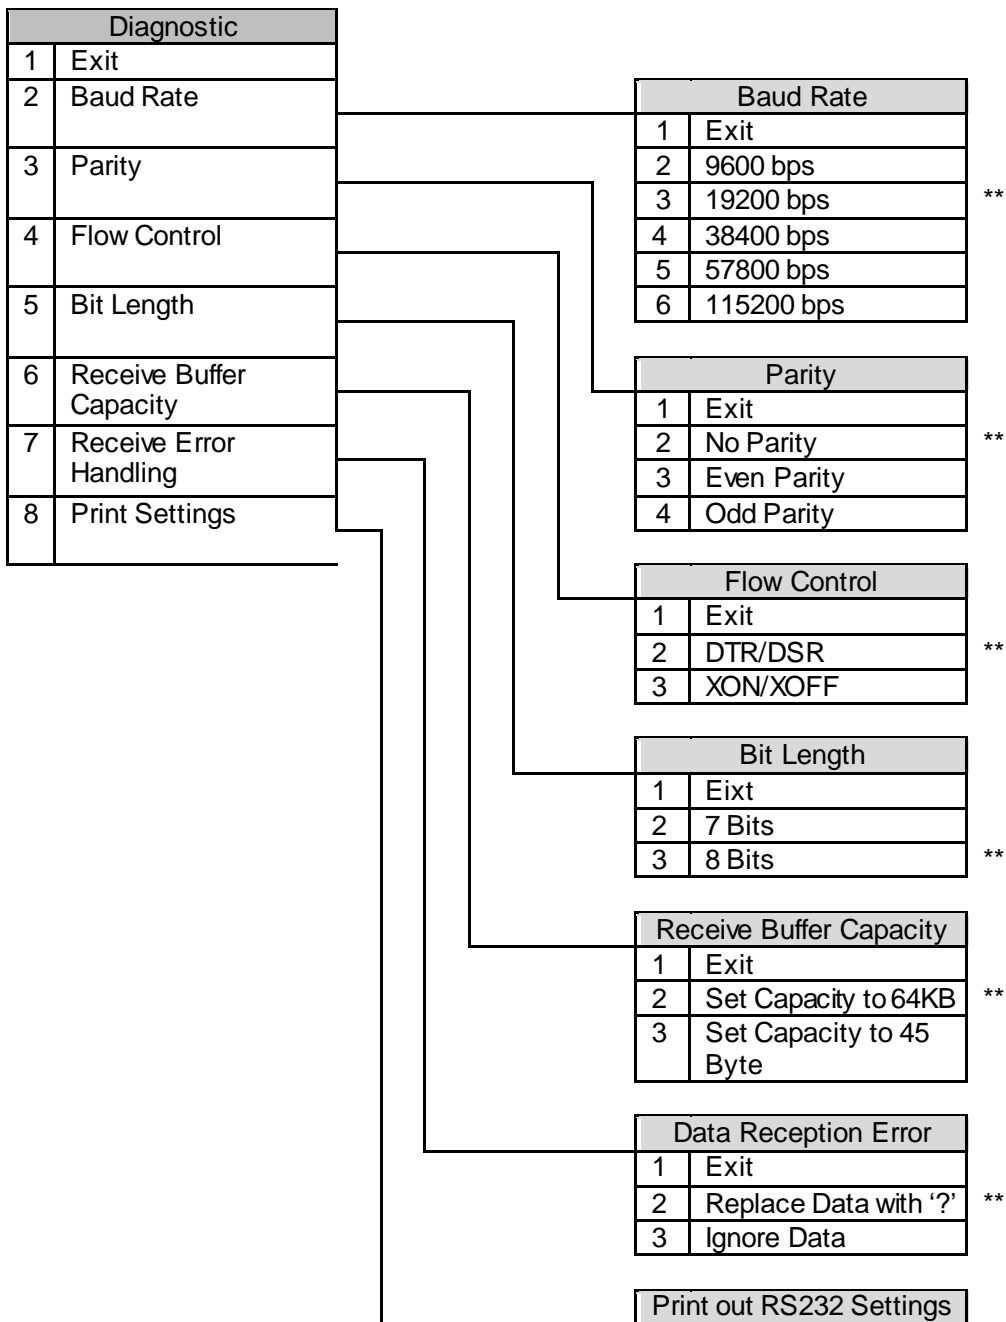 Diagnostic
1 Exit
2 Baud Rate
3 Parity
4 Flow Control
5 Bit Length
6 Receive Buffer
Capacity
7 Receive Error
Handling
8 Print Settings
Baud Rate
1 Exit
2 9600 bps
3 19200 bps **
4 38400 bps
5 57800 bps
6 115200 bps
Parity
1 Exit
2 No Parity **
3 Even Parity
4 Odd Parity
Flow Control
1 Exit
2 DTR/DSR **
3 XON/XOFF
Bit Length
1 Eixt
2 7 Bits
3 8 Bits **
Receive Buffer Capacity
1 Exit
2 Set Capacity to 64KB **
3 Set Capacity to 45
Byte
Data Reception Error
1 Exit
2 Replace Data with ‘?’ **
3 Ignore Data
Print out RS232 Settings